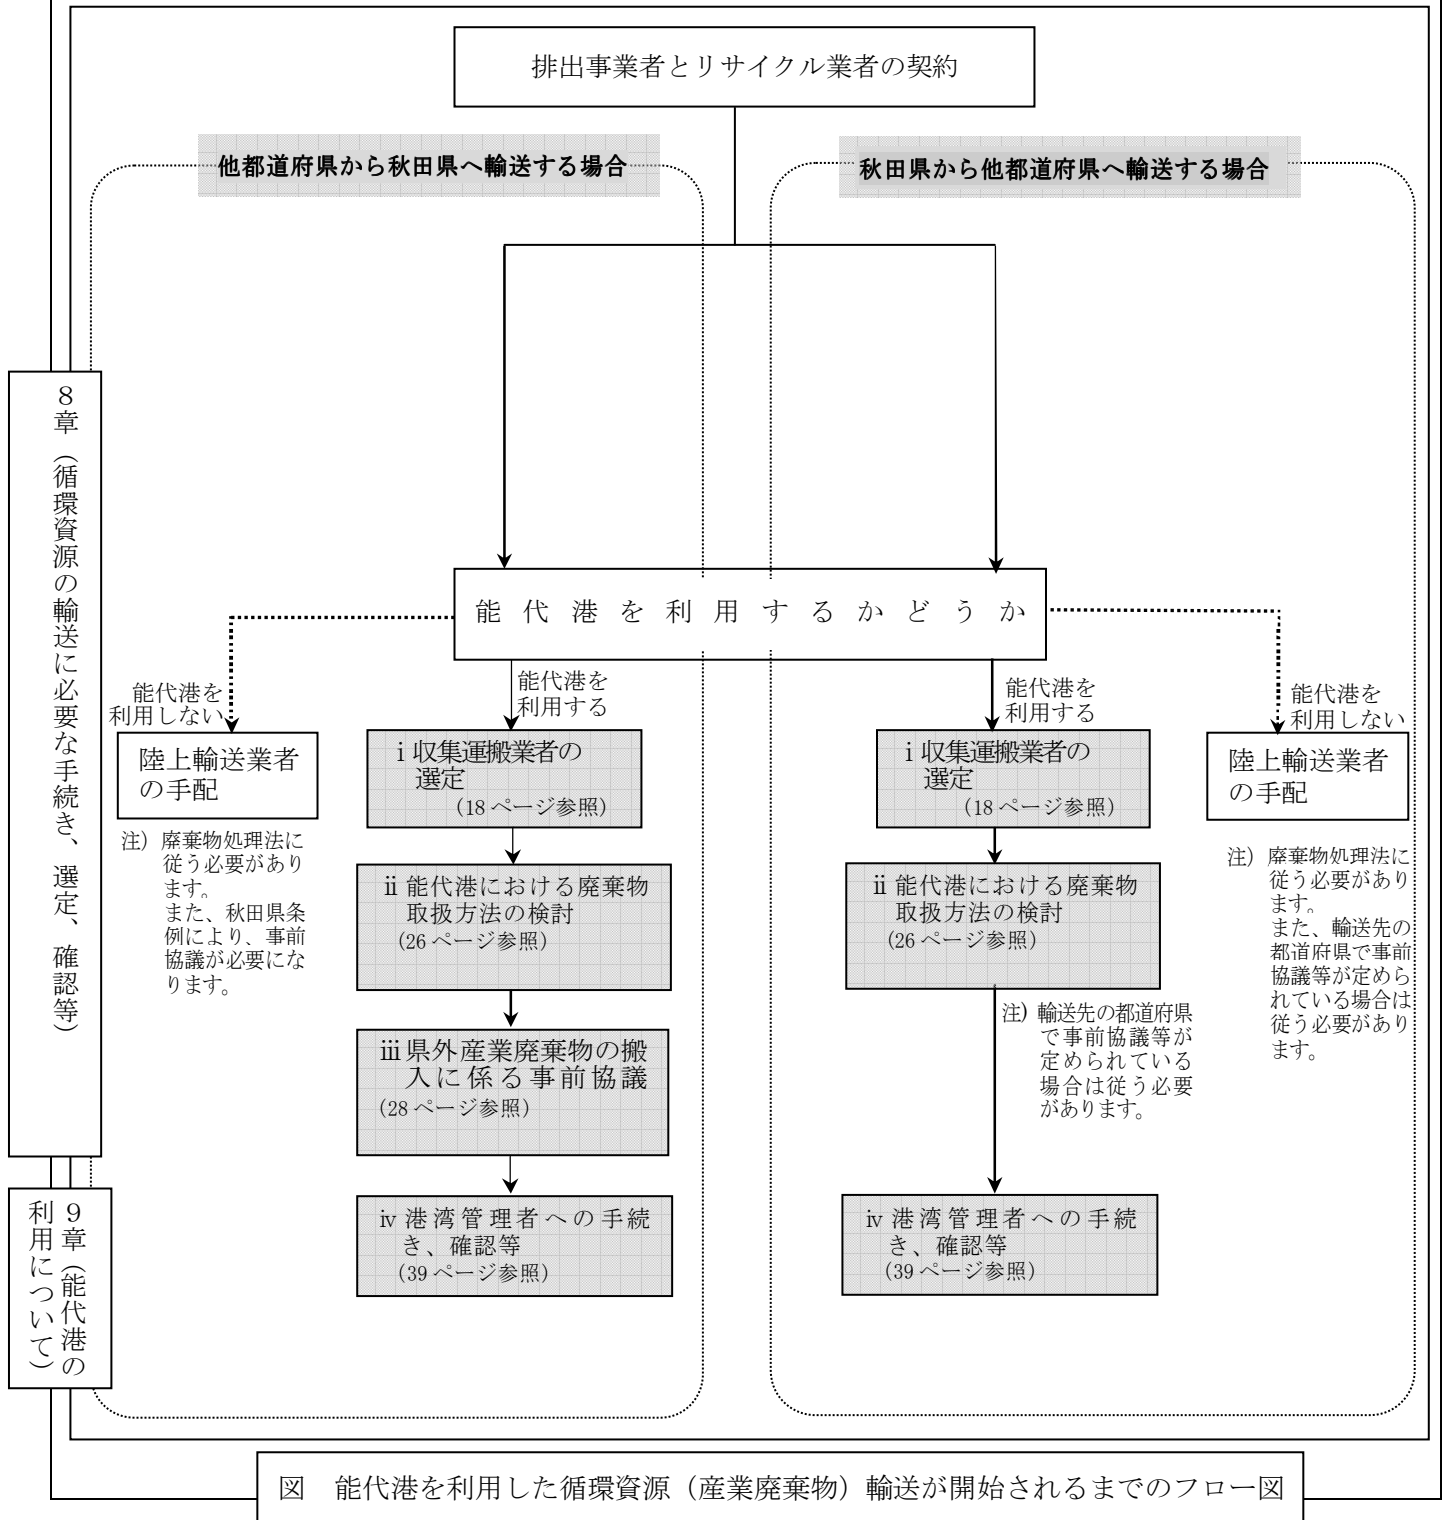 排出事業者とリサイクル業者の契約
他都道府県から秋田県へ輸送する場合
秋田県から他都道府県へ輸送する場合
8章（循環資源の輸送に必要な手続き、選定、確認等）
能代港を利用するかどうか
能代港を
利用しない
陸上輸送業者
の手配
注）廃棄物処理法に
従う必要があり
ます。
また、秋田県条
例により、事前
協議が必要にな
ります。
能代港を
利用する
ⅰ収集運搬業者の
選定
（18 ページ参照）
ⅱ能代港における廃棄物
取扱方法の検討
（26 ページ参照）
ⅲ県外産業廃棄物の搬
入に係る事前協議
（28 ページ参照）
ⅳ港湾管理者への手続
き、確認等
（39 ページ参照）
能代港を
利用する
ⅰ収集運搬業者の
選定
（18 ページ参照）
ⅱ能代港における廃棄物
取扱方法の検討
（26 ページ参照）
注）輸送先の都道府県
で事前協議等が
定められている
場合は従う必要
があります。
ⅳ港湾管理者への手続
き、確認等
（39 ページ参照）
能代港を
利用しない
陸上輸送業者
の手配
注）廃棄物処理法に
従う必要があり
ます。
また、輸送先の
都道府県で事前
協議等が定めら
れている場合は
従う必要があり
ます。
9章（能代港の
利用について）
図　能代港を利用した循環資源（産業廃棄物）輸送が開始されるまでのフロー図